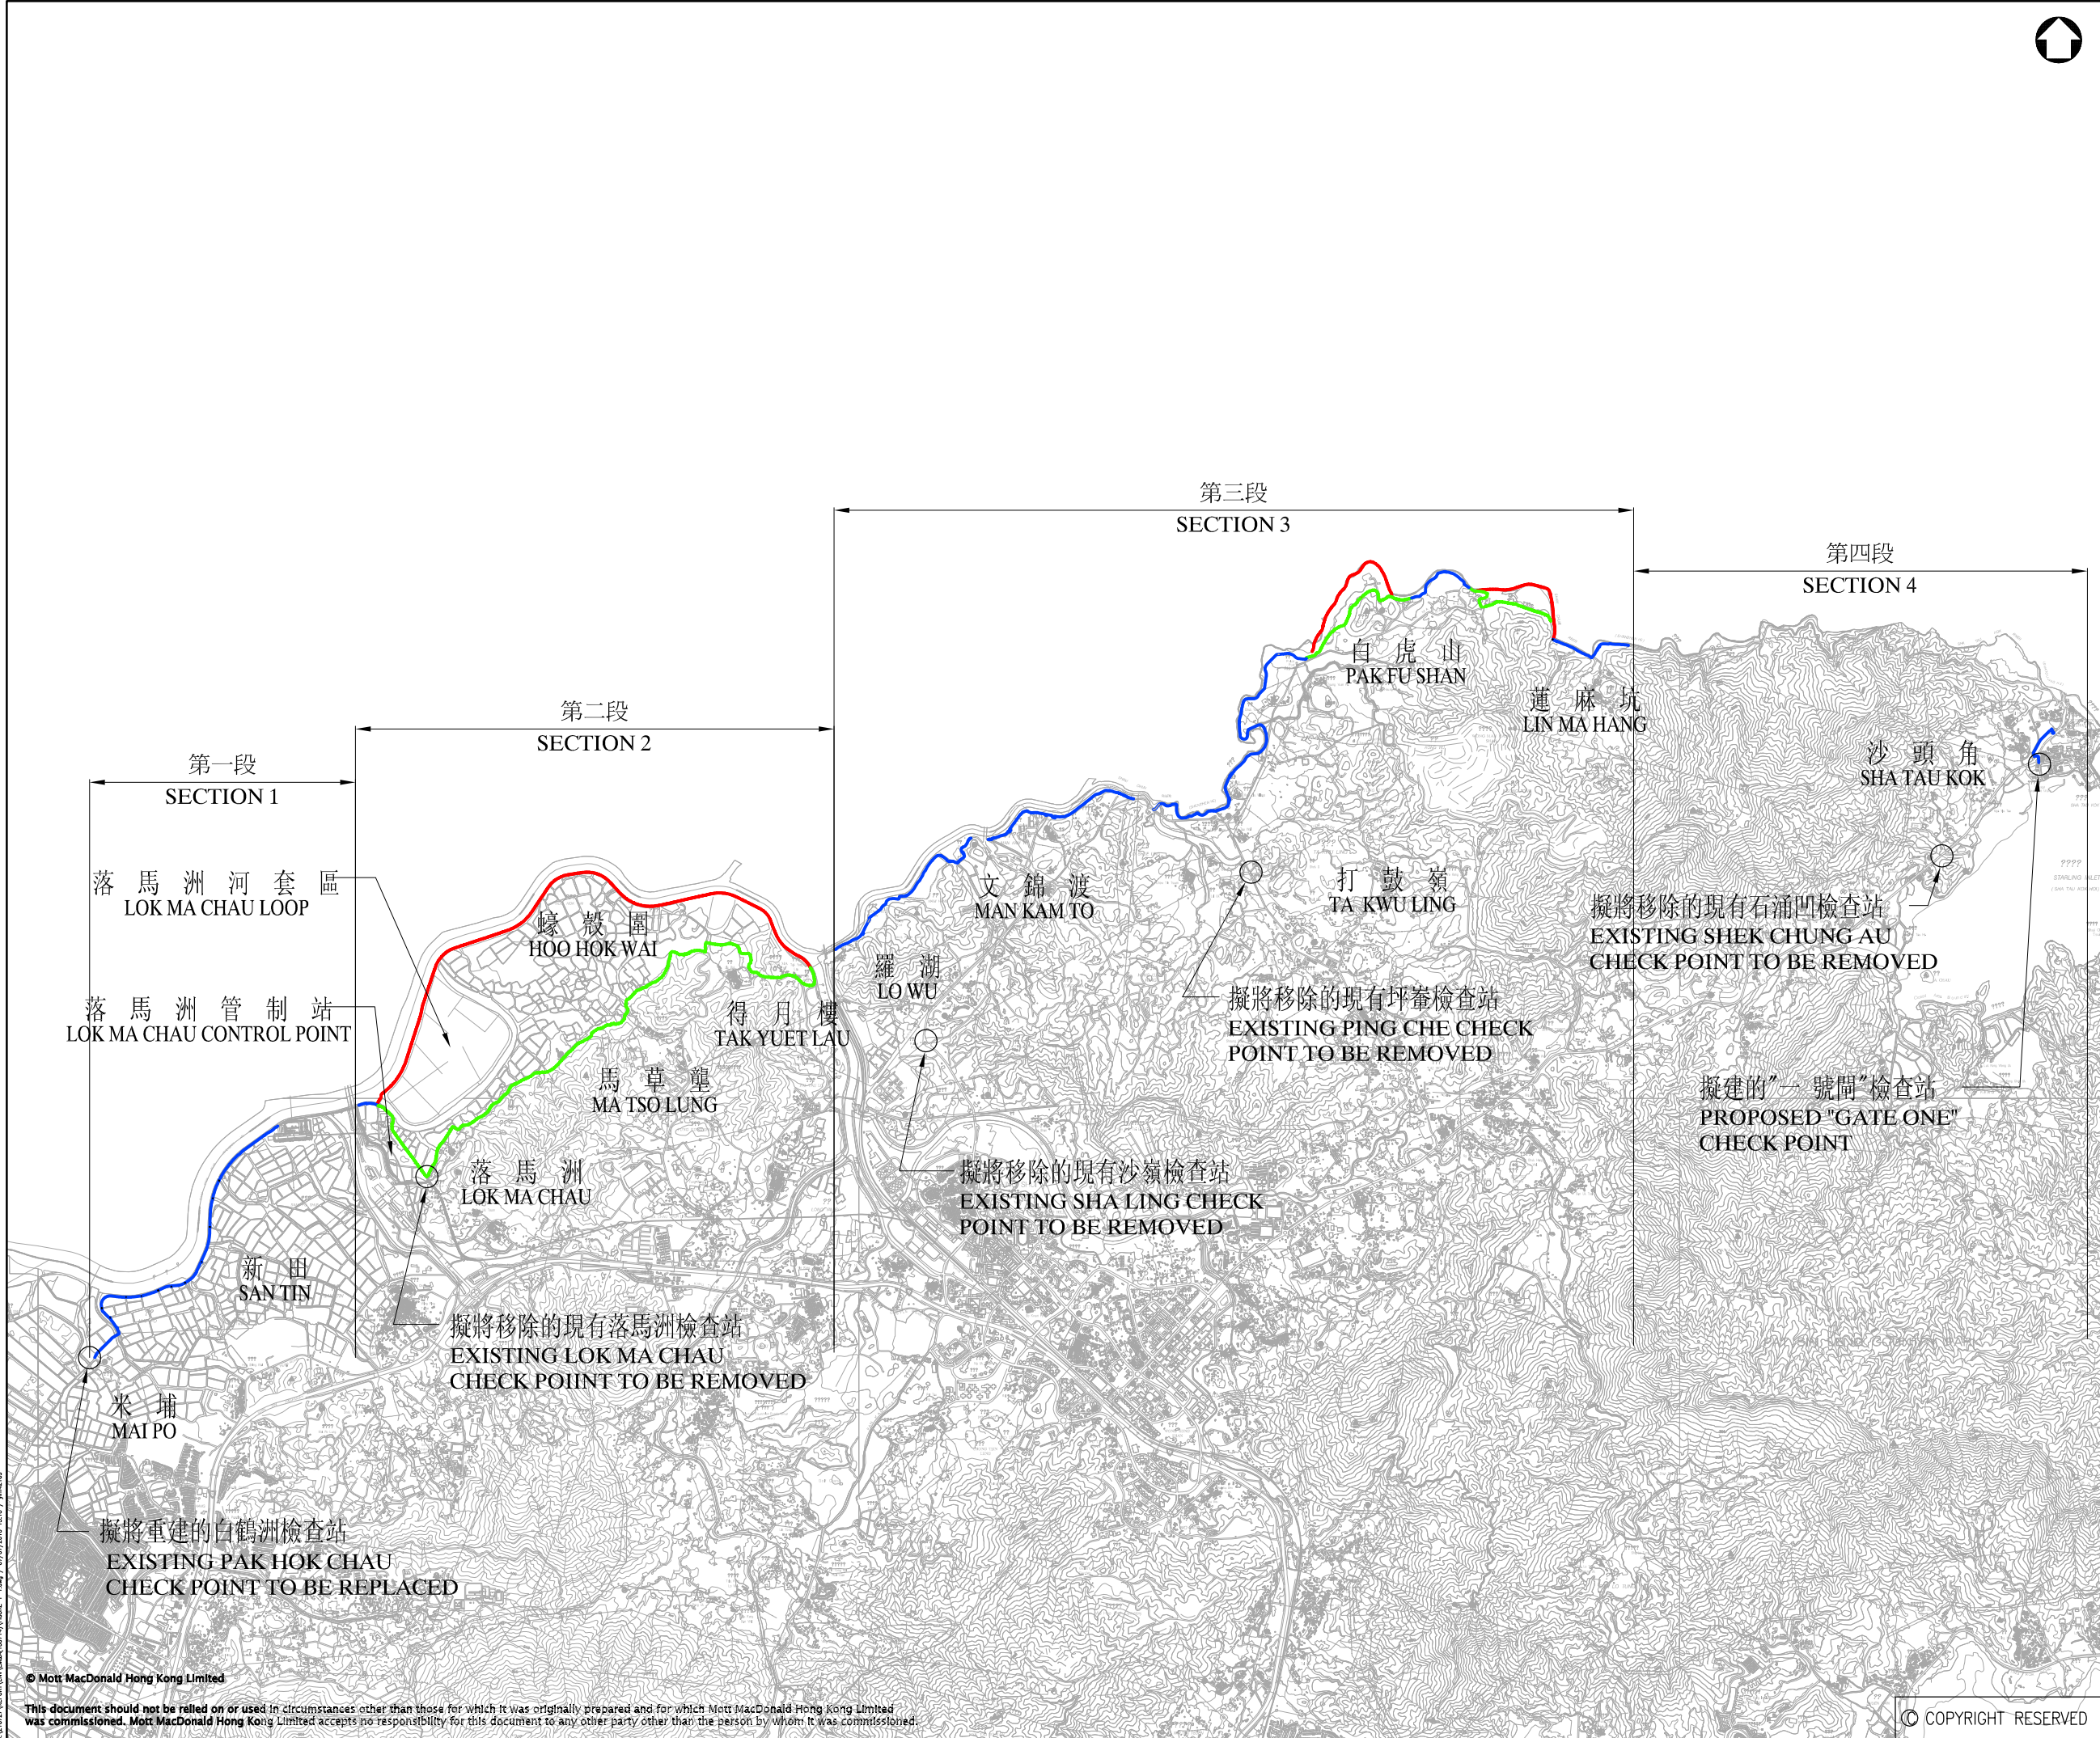 第三段
SECTION 3
第四段
SECTION 4
第二段
SECTION 2
第一段
SECTION 1
白虎山
PAK FU SHAN
蓮麻坑
LIN MA HANG
沙頭角
SHA TAU KOK
落馬洲河套區
LOK MA CHAU LOOP
蠔殼圍
HOO HOK WAI
文錦渡
MAN KAM TO
打鼓嶺
TA KWU LING
擬將移除的現有石涌凹檢查站
EXISTING SHEK CHUNG AU
CHECK POINT TO BE REMOVED
????
STARLING INLET
羅湖
LO WU
落馬洲管制站
LOK MA CHAU CONTROL POINT
得月樓
TAK YUET LAU
擬將移除的現有坪輋檢查站
EXISTING PING CHE CHECK
POINT TO BE REMOVED
馬草壟
MA TSO LUNG
擬建的"一號閘"檢查站
PROPOSED "GATE ONE"
CHECK POINT
落馬洲
LOK MA CHAU
擬將移除的現有沙嶺檢查站
EXISTING SHA LING CHECK
POINT TO BE REMOVED
新田
SAN TIN
擬將移除的現有落馬洲檢查站
EXISTING LOK MA CHAU
CHECK POIINT TO BE REMOVED
米埔
MAI PO
擬將重建的白鶴洲檢查站
EXISTING PAK HOK CHAU
CHECK POINT TO BE REPLACED
© Mott MacDonald Hong Kong Limited
This document should not be relied on or used in circumstances other than those for which it was originally prepared and for which Mott MacDonald Hong Kong Limited
was commissioned. Mott MacDonald Hong Kong Limited accepts no responsibility for this document to any other party other than the person by whom it was commissioned.
© COPYRIGHT RESERVED